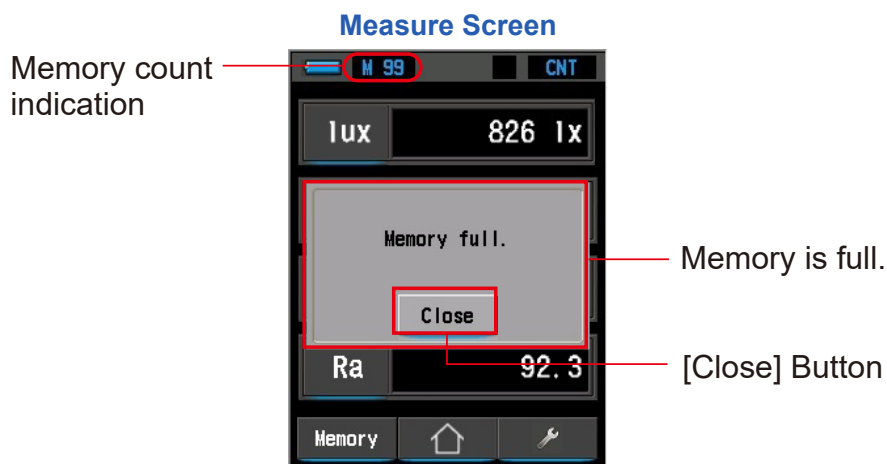 Measure Screen
Memory count
indication
M 99
CNT
lux
826 lx
Memory full.
Memory is full.
Close
Ra
92.3
[Close] Button
Memory